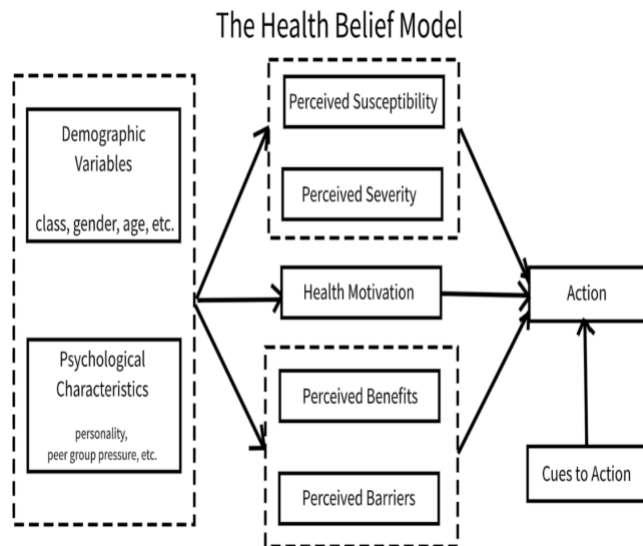 The Health Belief Model
Demographic
Variables
class, gender, age, etc.
Psychological
Characteristics
personality,
peer group pressure, etc.
Perceived Susceptibility
Perceived Severity
Health Motivation
Perceived Benefits
Perceived Barriers
Action
Cues to Action